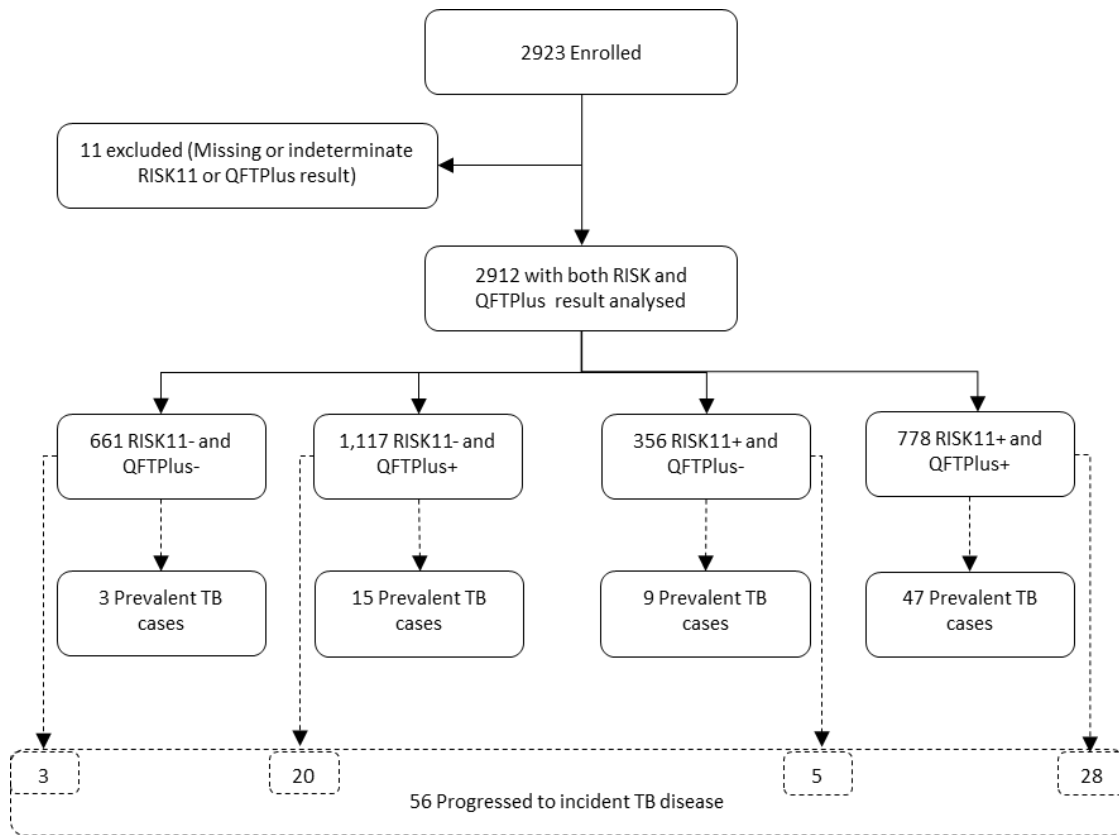 2923 Enrolled
11 excluded (Missing or indeterminate
RISK11 or QFTPlus result)
2912 with both RISK and
QFTPlus result analysed
661 RISK11- and
QFTPlus-
1,117 RISK11- and
QFTPlus+
356 RISK11+ and
QFTPlus-
778 RISK11+ and
QFTPlus+
3 Prevalent TB
cases
15 Prevalent TB
cases
9 Prevalent TB
cases
47 Prevalent TB
cases
3
20
5
28
56 Progressed to incident TB disease